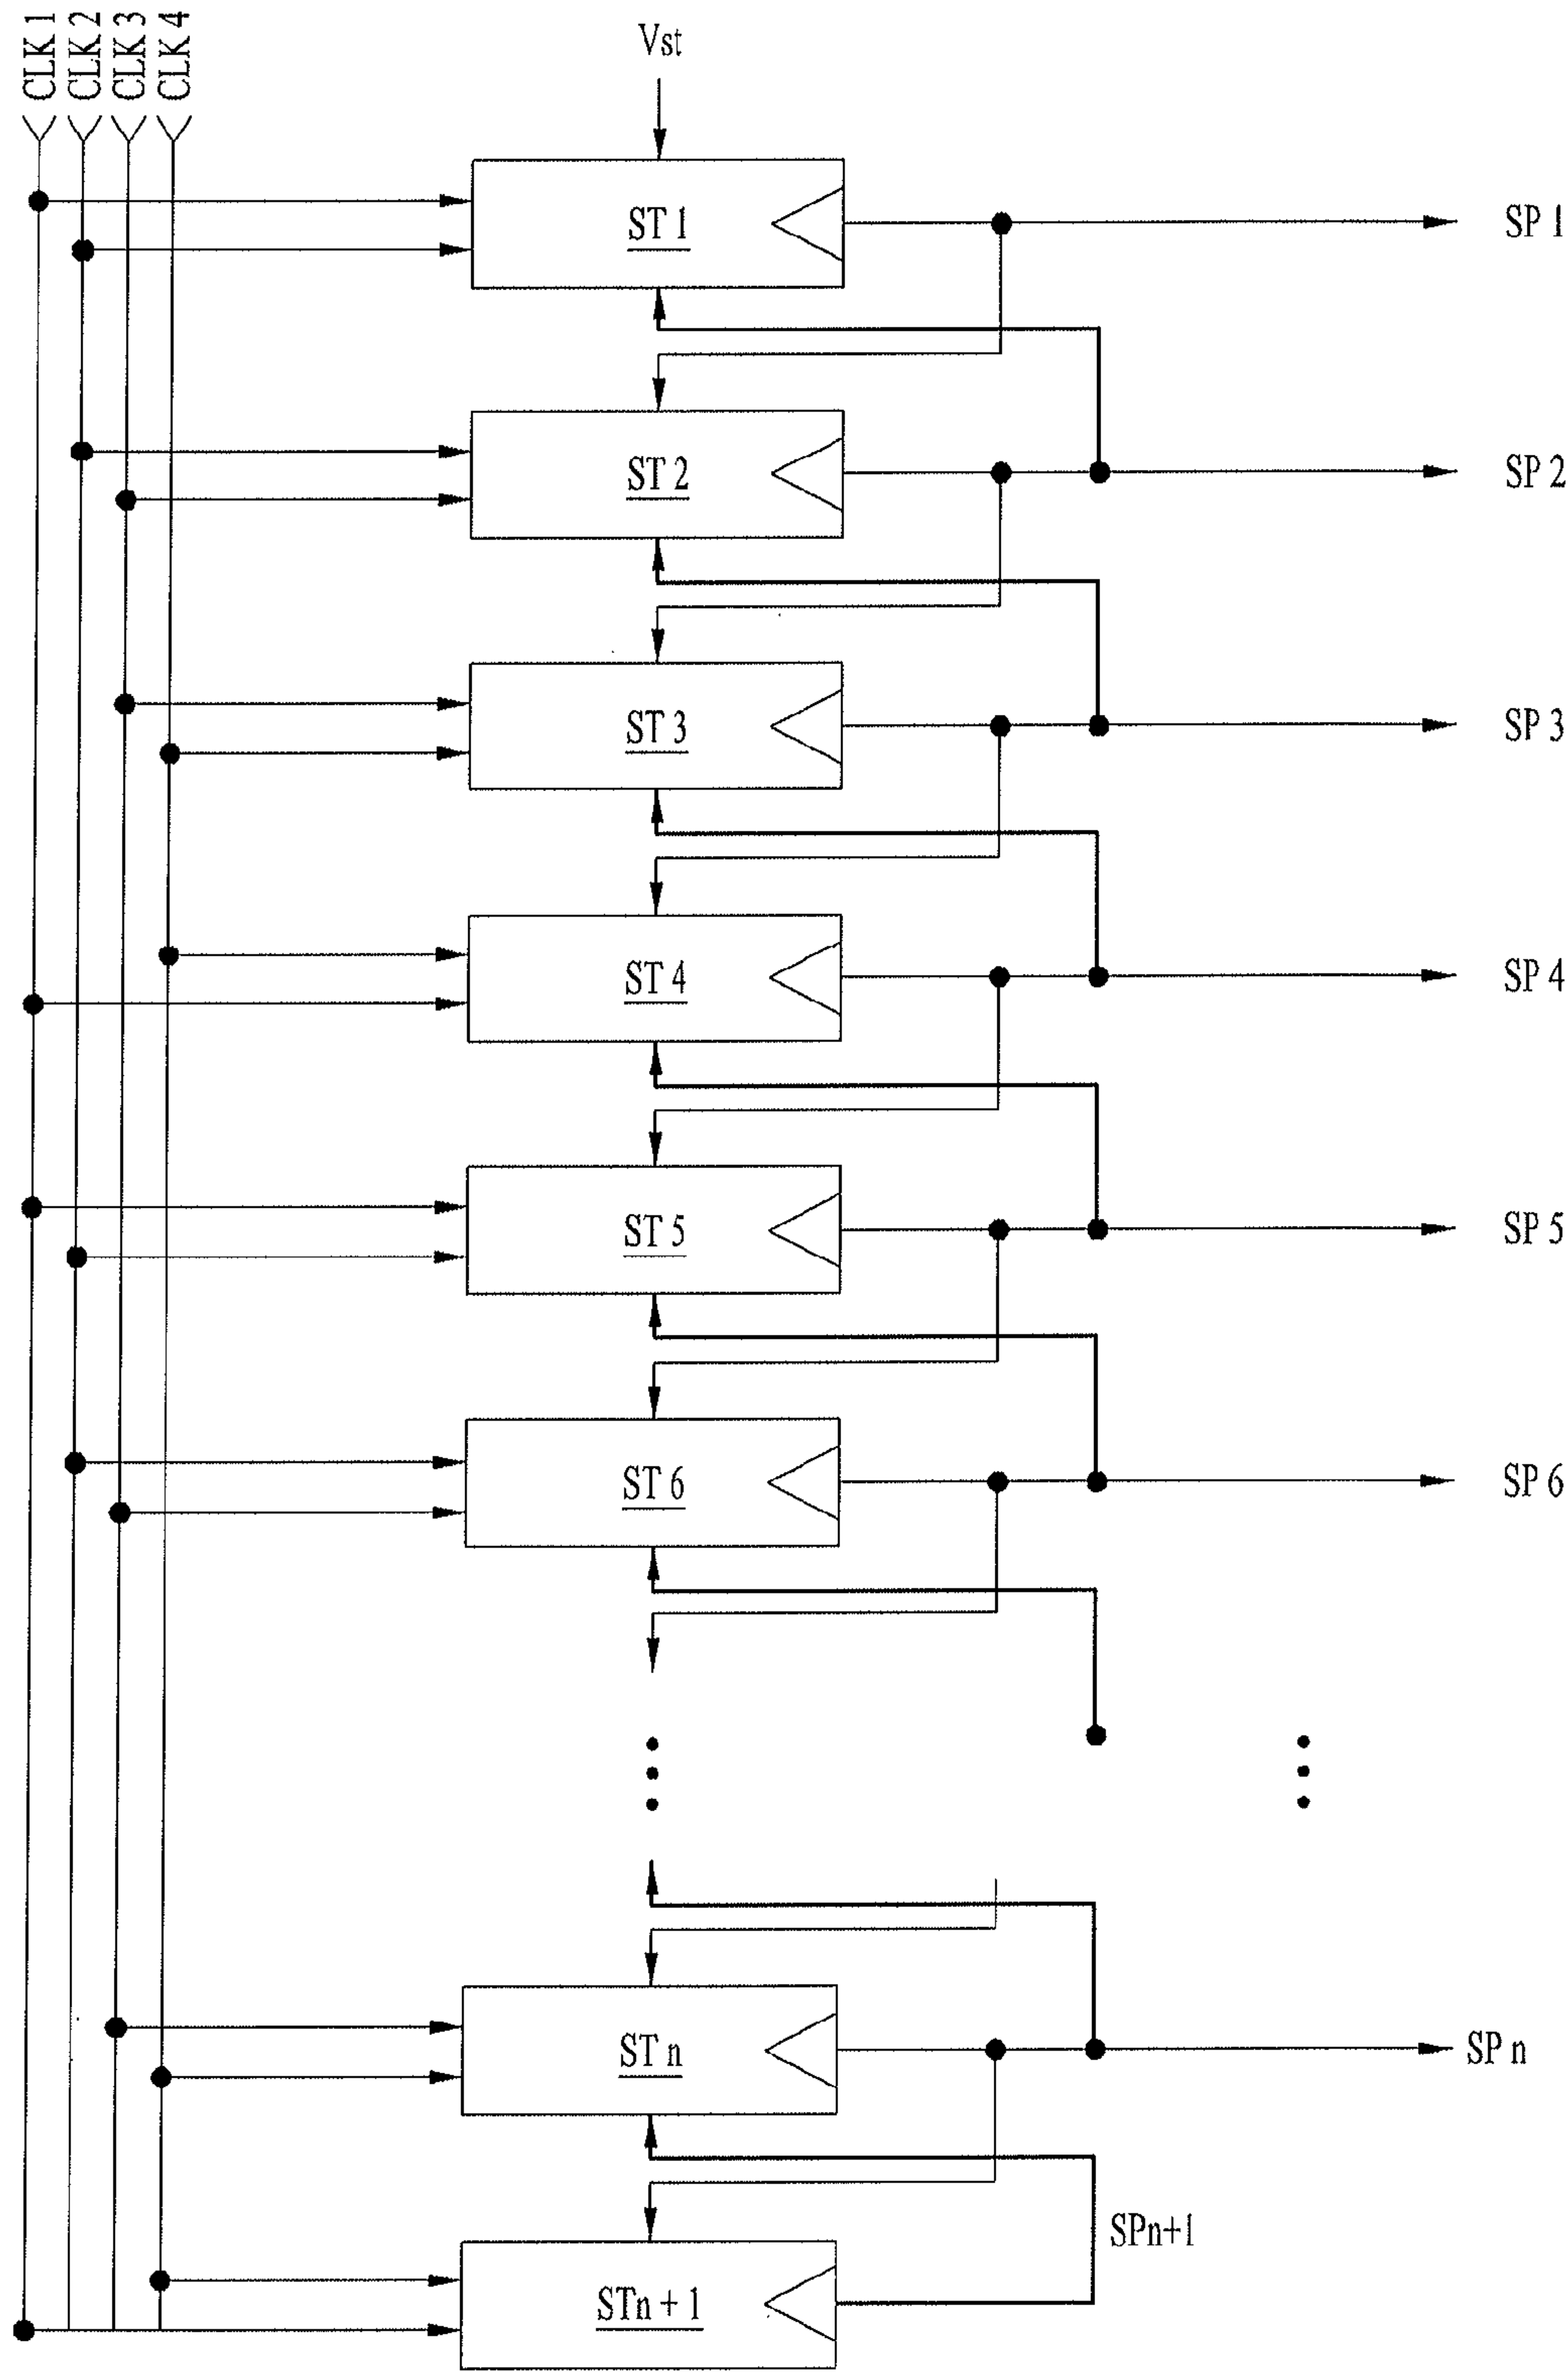 CLK 1
CLK 2
CLK 3
CLK 4
Vst
ST 1
SP 1
ST 2
SP 2
ST 3
SP 3
ST 4
SP 4
ST 5
SP 5
ST 6
SP 6
ST n
SP n
SPn+1
STn + 1